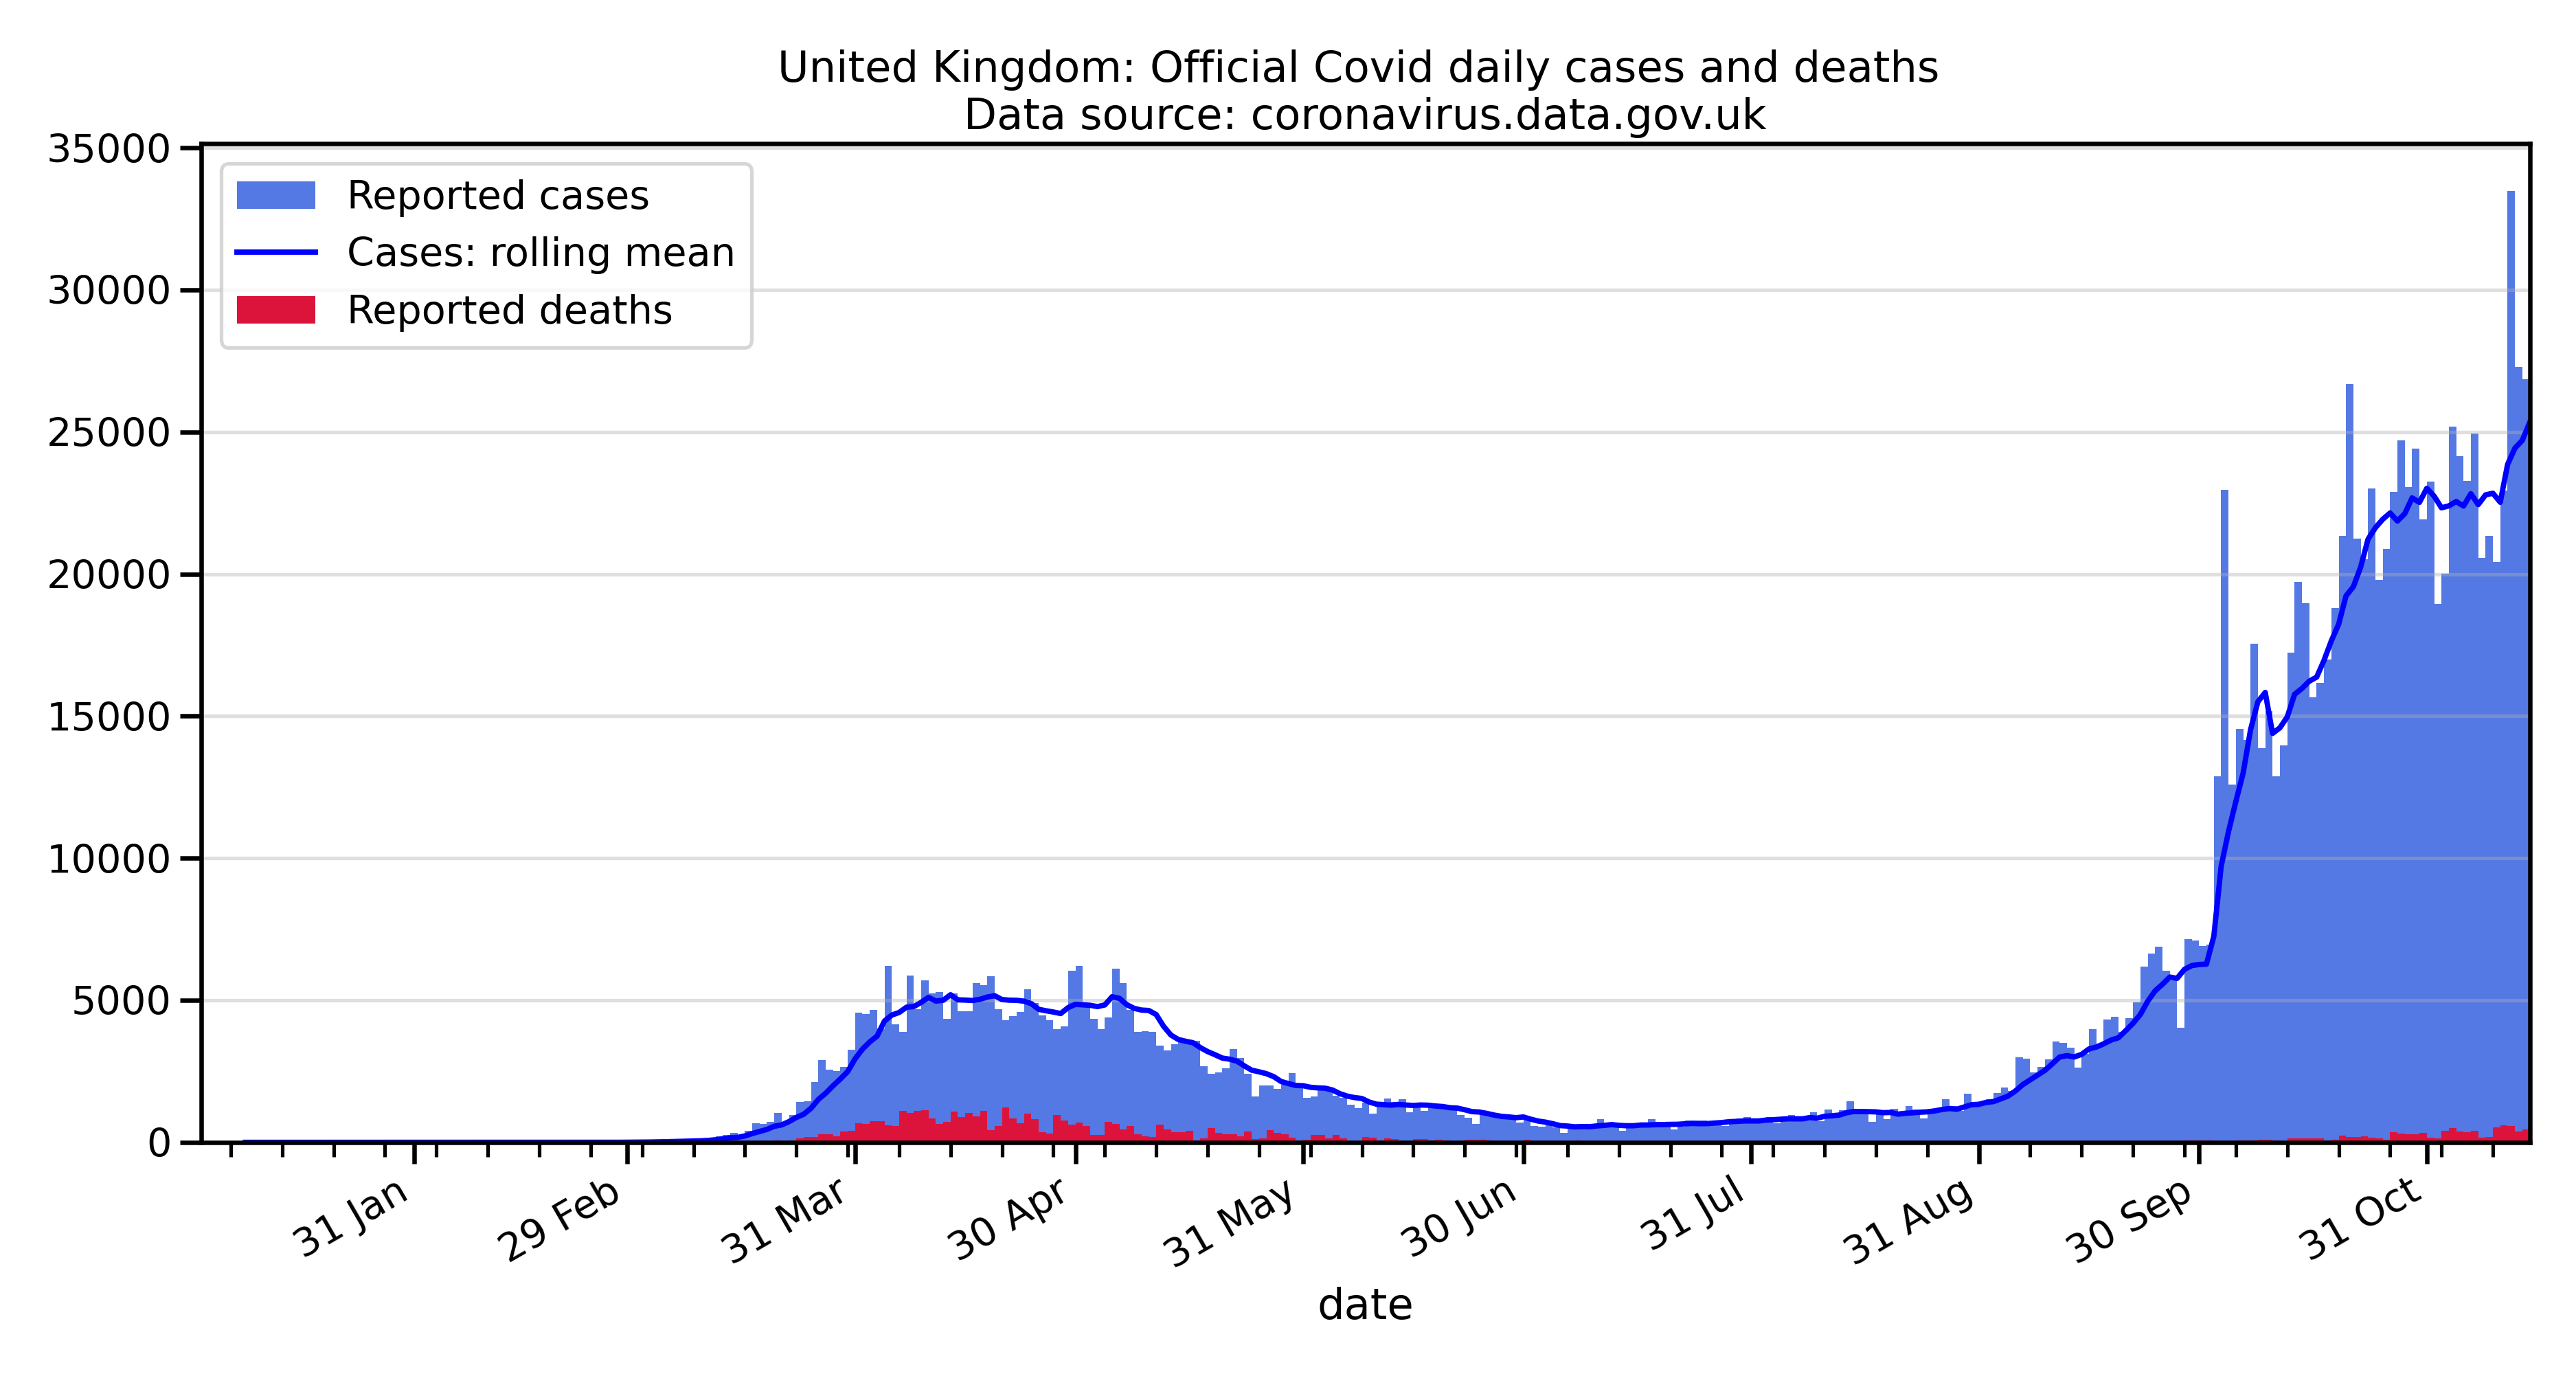 United Kingdom: Official Covid daily cases and deaths
Data source: coronavirus.data.gov.uk
35000
30000
25000
20000
15000
10000
5000
0
Reported cases
Cases: rolling mean
Reported deaths
31 Jan
29 Feb
31 Mar
30 Apr
31 May
30 Jun
31 Jul
31 Aug
30 Sep
31 Oct
date